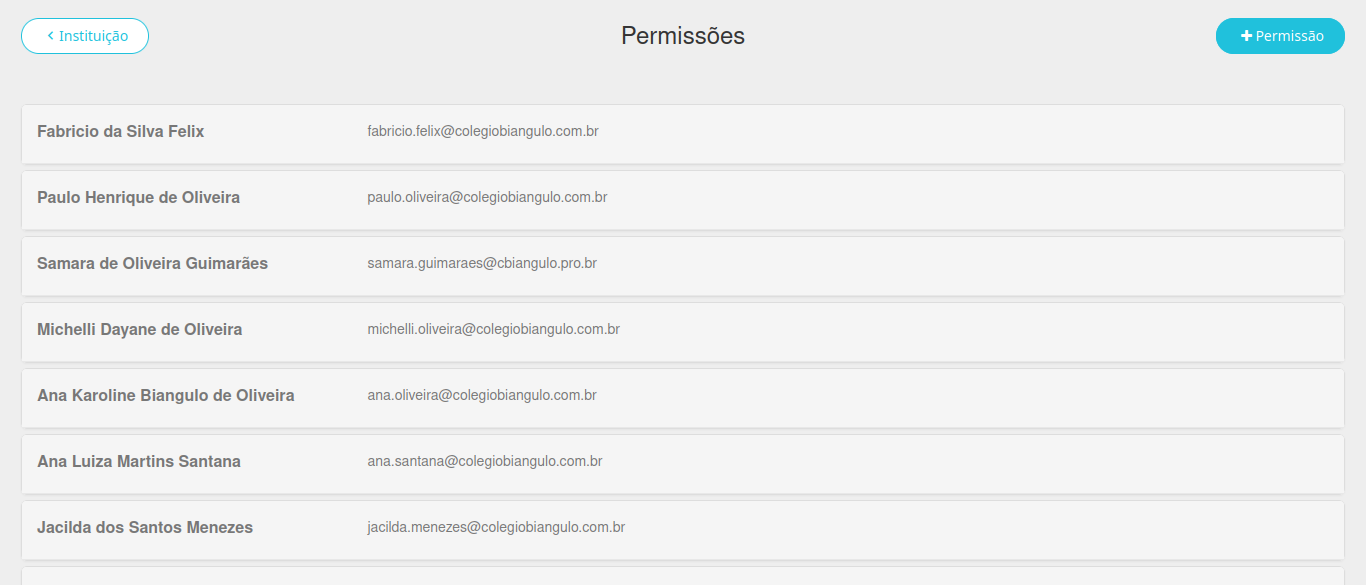 Instituição
Permissões
Permissão
Fabricio da Silva Felix fabricio.felix@colegiobiangulo.com.br
Paulo Henrique de Oliveira paulo.oliveira@colegiobiangulo.com.br
Samara de Oliveira Guimarães samara.guimaraes@cbiangulo.pro.br
Michelli Dayane de Oliveira michelli.oliveira@colegiobiangulo.com.br
Ana Karoline Biangulo de Oliveira ana.oliveira@colegiobiangulo.com.br
Ana Luiza Martins Santana ana.santana@colegiobiangulo.com.br
Jacilda dos Santos Menezes jacilda.menezes@colegiobiangulo.com.br